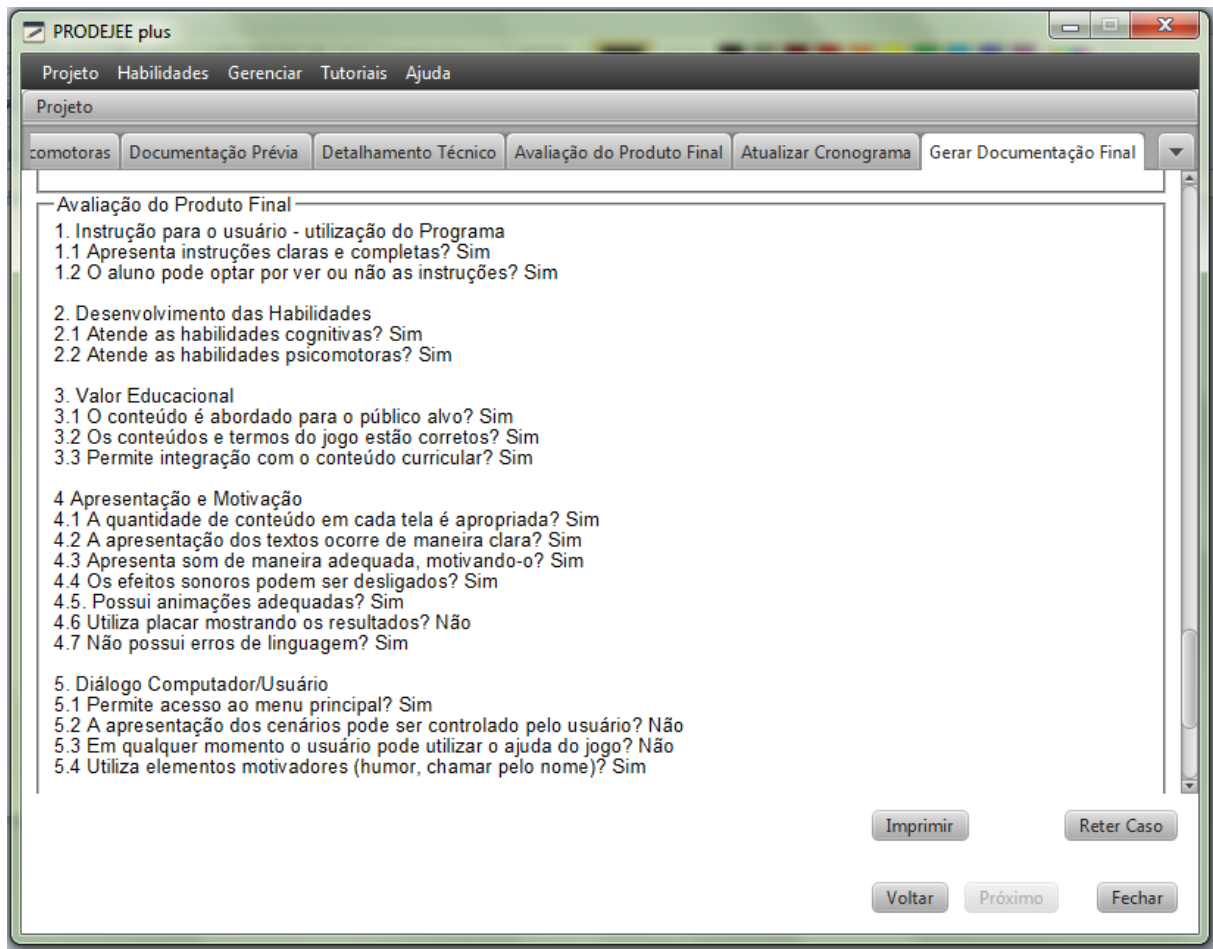 PRODEJEE plus
Projeto Habilidades Gerenciar Tutoriais Ajuda
Projeto
comotoras Documentação Prévia Detalhamento Técnico Avaliação do Produto Final Atualizar Cronograma Gerar Documentação Final
Avaliação do Produto Final
1. Instrução para o usuário - utilização do Programa
1.1 Apresenta instruções claras e completas? Sim
1.2 O aluno pode optar por ver ou não as instruções? Sim
2. Desenvolvimento das Habilidades
2.1 Atende as habilidades cognitivas? Sim
2.2 Atende as habilidades psicomotoras? Sim
3. Valor Educacional
3.1 O conteúdo é abordado para o público alvo? Sim
3.2 Os conteúdos e termos do jogo estão corretos? Sim
3.3 Permite integração com o conteúdo curricular? Sim
4 Apresentação e Motivação
4.1 A quantidade de conteúdo em cada tela é apropriada? Sim
4.2 A apresentação dos textos ocorre de maneira clara? Sim
4.3 Apresenta som de maneira adequada, motivando-o? Sim
4.4 Os efeitos sonoros podem ser desligados? Sim
4.5. Possui animações adequadas? Sim
4.6 Utiliza placar mostrando os resultados? Não
4.7 Não possui erros de linguagem? Sim
5. Diálogo Computador/Usuário
5.1 Permite acesso ao menu principal? Sim
5.2 A apresentação dos cenários pode ser controlado pelo usuário? Não
5.3 Em qualquer momento o usuário pode utilizar o ajuda do jogo? Não
5.4 Utiliza elementos motivadores (humor, chamar pelo nome)? Sim
Imprimir Reter Caso
Voltar Próximo Fechar